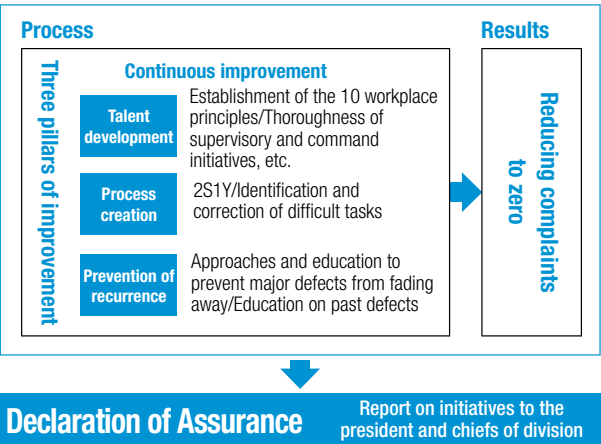 Process
Results
Three pillars of improvement
Continuous improvement
Talent
development
Establishment of the 10 workplace
principles/Thoroughness of
supervisory and command
initiatives, etc.
Process
creation
2S1Y/Identification and
correction of difficult tasks
Prevention of
recurrence
Approaches and education to
prevent major defects from fading
away/Education on past defects
Reducing complaints
to zero
Declaration of Assurance
Report on initiatives to the
president and chiefs of division